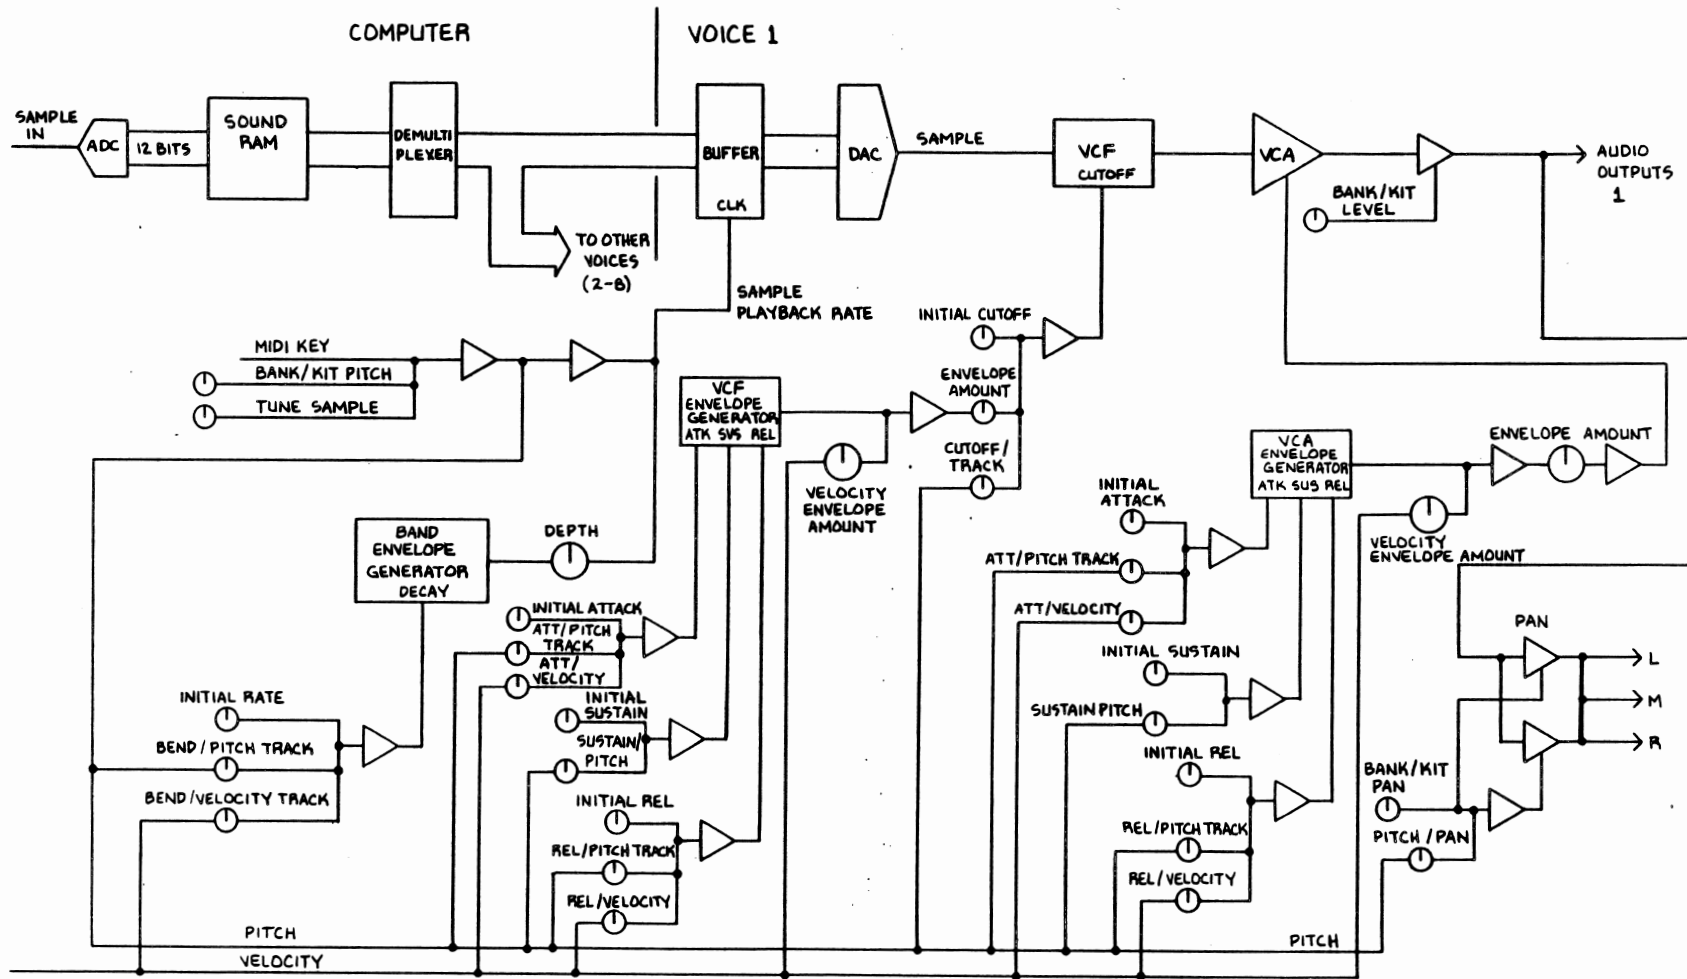 COMPUTER
VOICE 1
SAMPLE
IN
ADC
12 BITS
SOUND
RAM
DEMULTI
PLEXER
BUFFER
CLK
DAC
SAMPLE
VCF
CUTOFF
VCA
BANK/KIT
LEVEL
AUDIO
OUTPUTS
1
TO OTHER
VOICES
(2-8)
SAMPLE
PLAYBACK RATE
MIDI KEY
BANK/KIT PITCH
TUNE SAMPLE
VCF
ENVELOPE
GENERATOR
ATK SUS REL
INITIAL CUTOFF
ENVELOPE
AMOUNT
CUTOFF/
TRACK
VELOCITY
ENVELOPE
AMOUNT
VCA
ENVELOPE
GENERATOR
ATK SUS REL
ENVELOPE AMOUNT
VELOCITY
ENVELOPE AMOUNT
BAND
ENVELOPE
GENERATOR
DECAY
DEPTH
INITIAL ATTACK
ATT/PITCH
TRACK
ATT/
VELOCITY
INITIAL
SUSTAIN
SUSTAIN/
PITCH
INITIAL REL
REL/PITCH TRACK
REL/VELOCITY
INITIAL RATE
BEND/PITCH TRACK
BEND/VELOCITY TRACK
INITIAL
ATTACK
ATT/PITCH TRACK
ATT/VELOCITY
INITIAL SUSTAIN
SUSTAIN PITCH
INITIAL REL
REL/PITCH TRACK
REL/VELOCITY
PAN
L
M
R
BANK/KIT
PAN
PITCH/PAN
PITCH
PITCH
VELOCITY